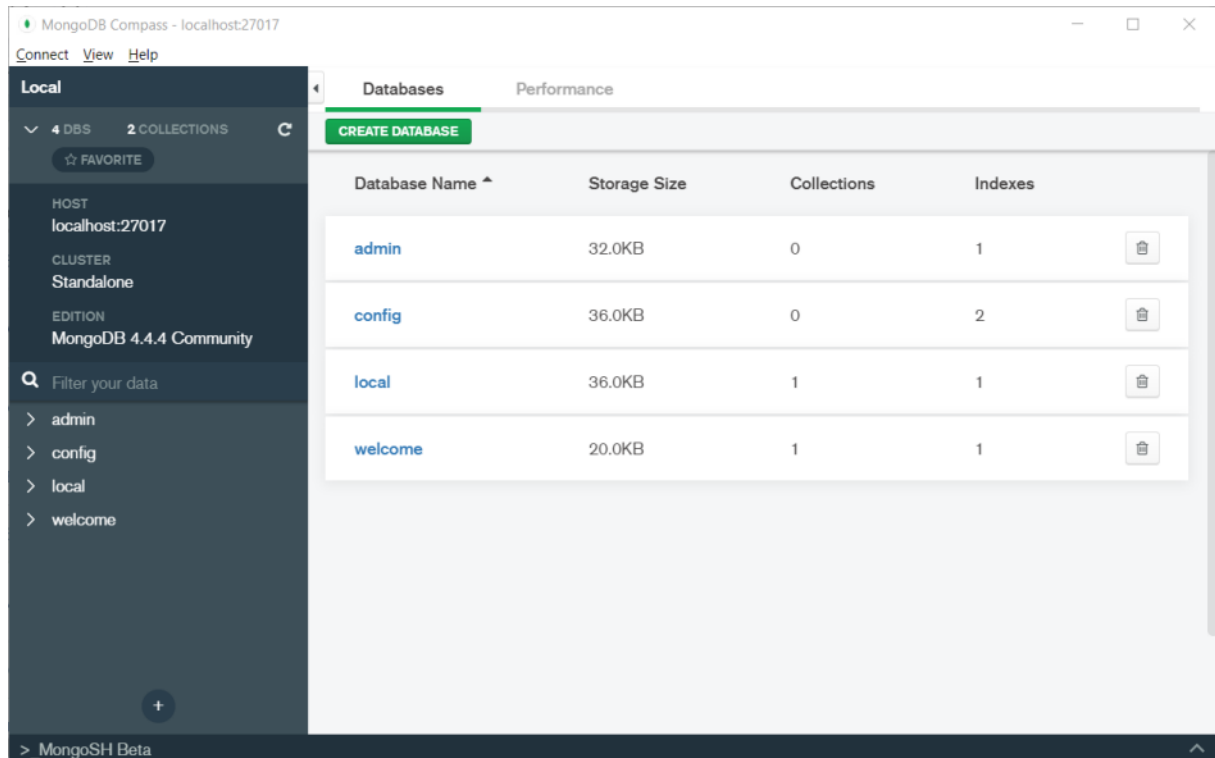 MongoDB Compass - localhost:27017
Connect View Help
Local
4 DBS 2 COLLECTIONS
FAVORITE
HOST
localhost:27017
CLUSTER
Standalone
EDITION
MongoDB 4.4.4 Community
Filter your data
admin
config
local
welcome
> MongoSH Beta
Databases Performance
CREATE DATABASE
Database Name Storage Size Collections Indexes
admin 32.0KB 0 1
config 36.0KB 0 2
local 36.0KB 1 1
welcome 20.0KB 1 1